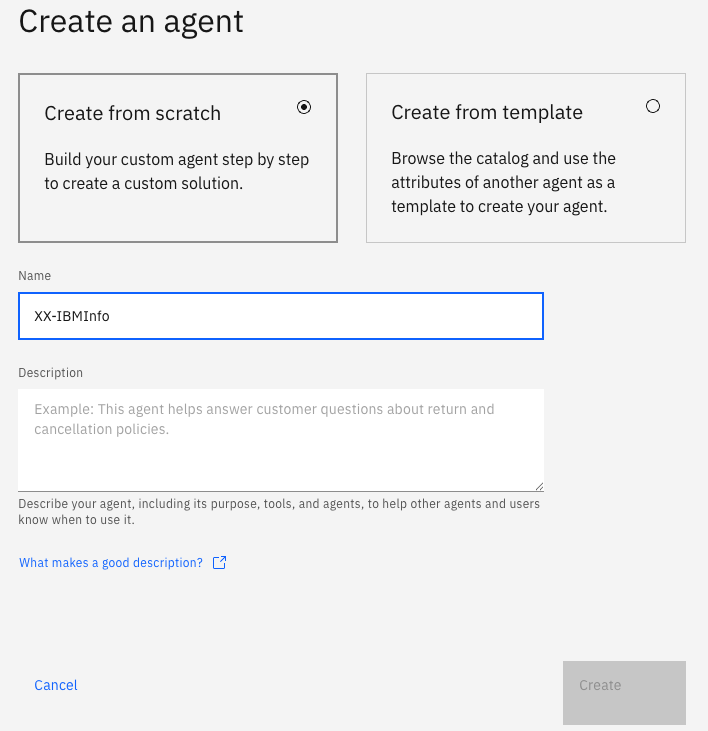 Create an agent
Create from scratch
Build your custom agent step by step
to create a custom solution.
Create from template
Browse the catalog and use the
attributes of another agent as a
template to create your agent.
Name
XX-IBMInfo
Description
Example: This agent helps answer customer questions about return and
cancellation policies.
Describe your agent, including its purpose, tools, and agents, to help other agents and users
know when to use it.
What makes a good description?
Cancel
Create